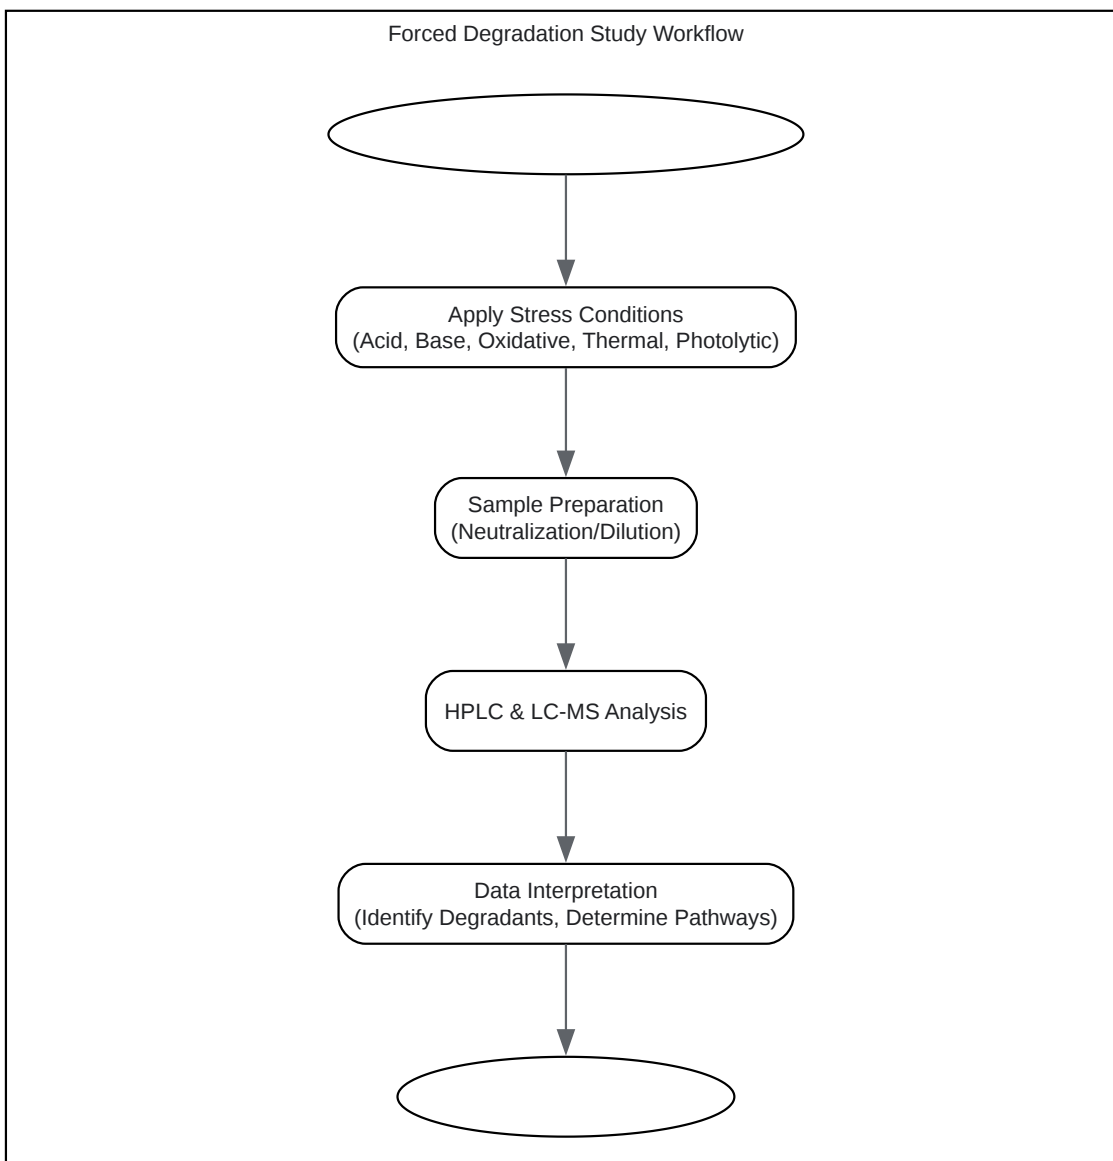 Forced Degradation Study Workflow
Apply Stress Conditions
(Acid, Base, Oxidative, Thermal, Photolytic)
Sample Preparation
(Neutralization/Dilution)
HPLC & LC-MS Analysis
Data Interpretation
(Identify Degradants, Determine Pathways)